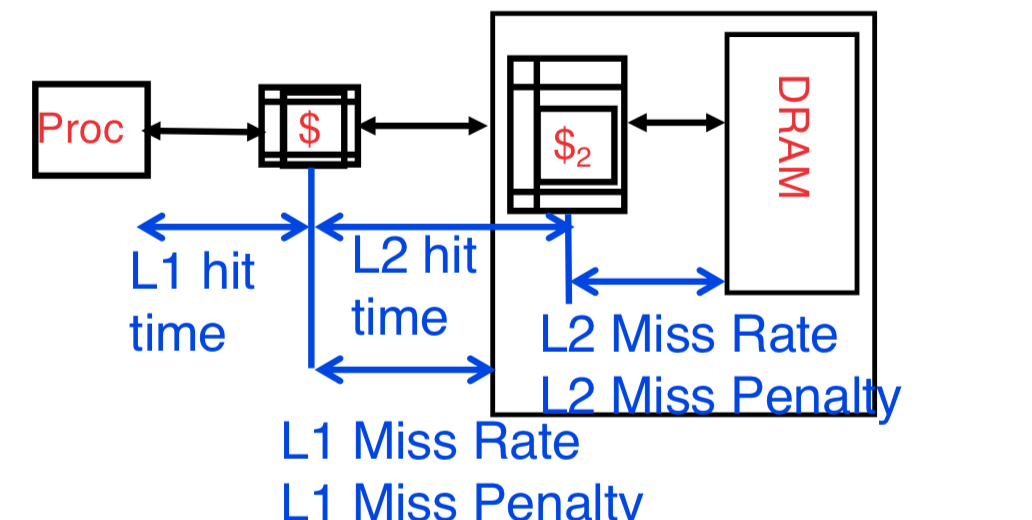 Proc
$
$2
DRAM
L1 hit
time
L2 hit
time
L2 Miss Rate
L2 Miss Penalty
L1 Miss Rate
L1 Miss Penalty